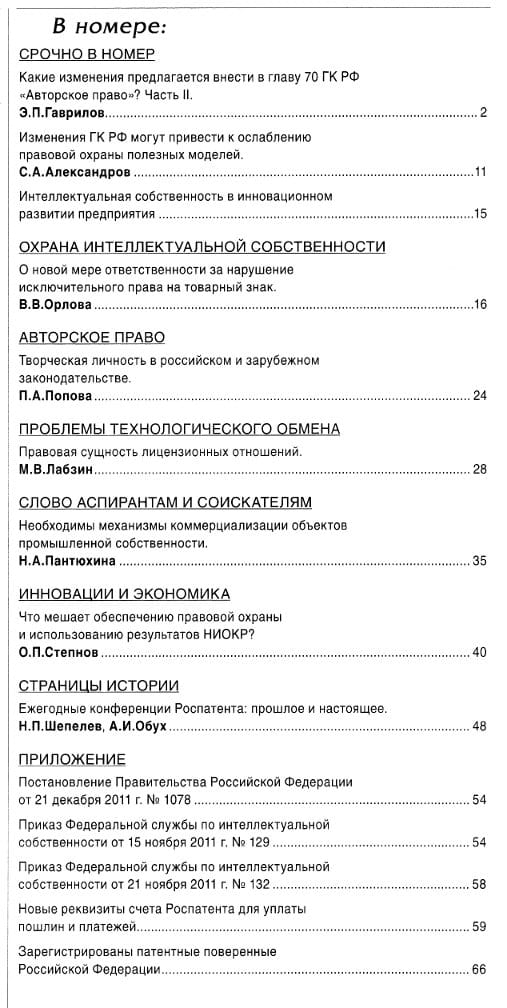 В номере:
СРОЧНО В НОМЕР
Какие изменения предлагается внести в главу 70 ГК РФ
«Авторское право»? Часть II.
Э.П.Гаврилов........ 2
Изменения ГК РФ могут привести к ослаблению
правовой охраны полезных моделей.
С.А.Александров ........ 11
Интеллектуальная собственность в инновационном
развитии предприятия ........ 15
ОХРАНА ИНТЕЛЛЕКТУАЛЬНОЙ СОБСТВЕННОСТИ
О новой мере ответственности за нарушение
исключительного права на товарный знак.
В.В.Орлова ........ 16
АВТОРСКОЕ ПРАВО
Творческая личность в российском и зарубежном
законодательстве.
П.А.Попова ........ 24
ПРОБЛЕМЫ ТЕХНОЛОГИЧЕСКОГО ОБМЕНА
Правовая сущность лицензионных отношений.
М.В.Лабзин ........ 28
СЛОВО АСПИРАНТАМ И СОИСКАТЕЛЯМ
Необходимы механизмы коммерциализации объектов
промышленной собственности.
Н.А.Пантюхина ........ 35
ИННОВАЦИИ И ЭКОНОМИКА
Что мешает обеспечению правовой охраны
и использованию результатов НИОКР?
О.П.Степнов ........ 40
СТРАНИЦЫ ИСТОРИИ
Ежегодные конференции Роспатента: прошлое и настоящее.
Н.П.Шепелев, А.И.Обух ........ 48
ПРИЛОЖЕНИЕ
Постановление Правительства Российской Федерации
от 21 декабря 2011 г. № 1078 ........ 54
Приказ Федеральной службы по интеллектуальной
собственности от 15 ноября 2011 г. № 129 ........ 54
Приказ Федеральной службы по интеллектуальной
собственности от 21 ноября 2011 г. № 132 ........ 58
Новые реквизиты счета Роспатента для уплаты
пошлин и платежей........ 59
Зарегистрированы патентные поверенные
Российской Федерации........ 66